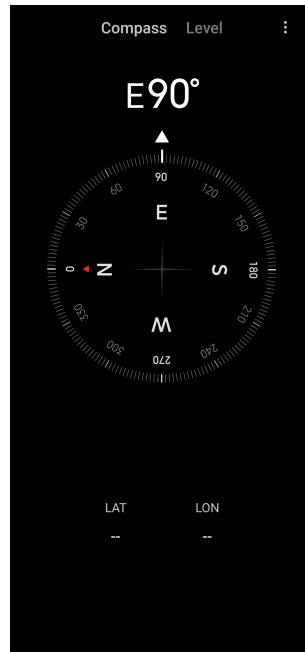 Compass Level
E90°
90
60 120
E
30 150
0 N S 180
330 210
W
300 240
270
LAT LON
-- --